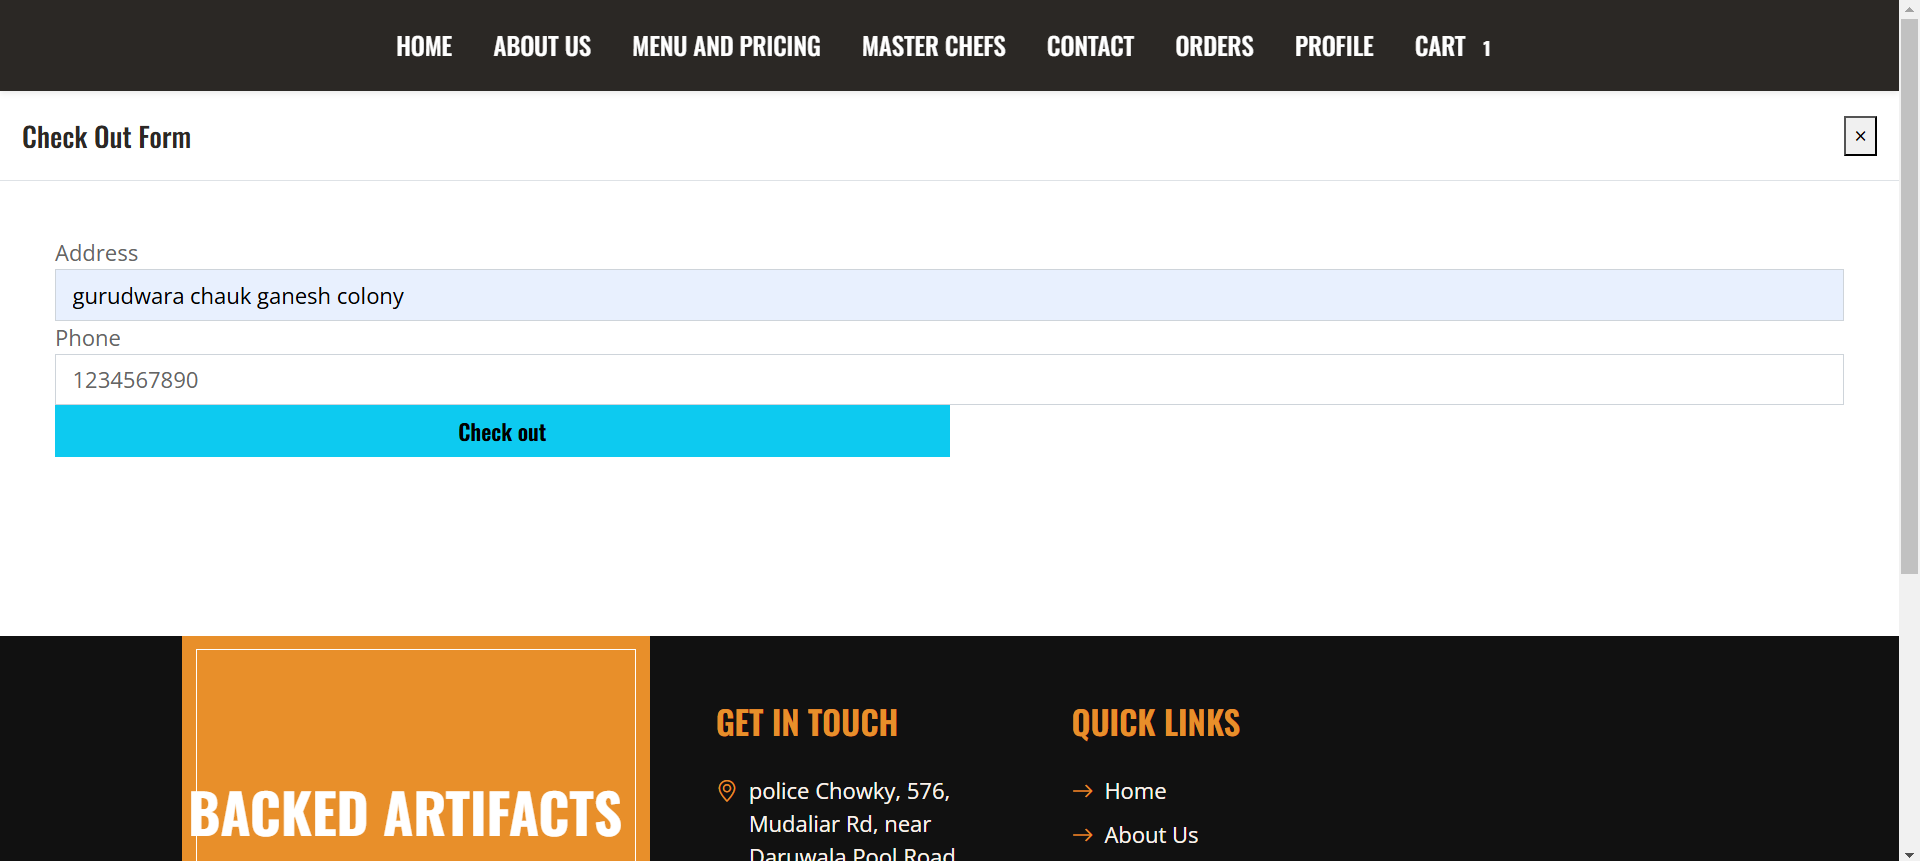 HOME ABOUT US MENU AND PRICING MASTER CHEFS CONTACT ORDERS PROFILE CART 1
Check Out Form ×
Address
gurudwara chauk ganesh colony
Phone
1234567890
Check out
BACKED ARTIFACTS
GET IN TOUCH
police Chowky, 576,
Mudaliar Rd, near
Daruwala Pool Road
QUICK LINKS
Home
About Us